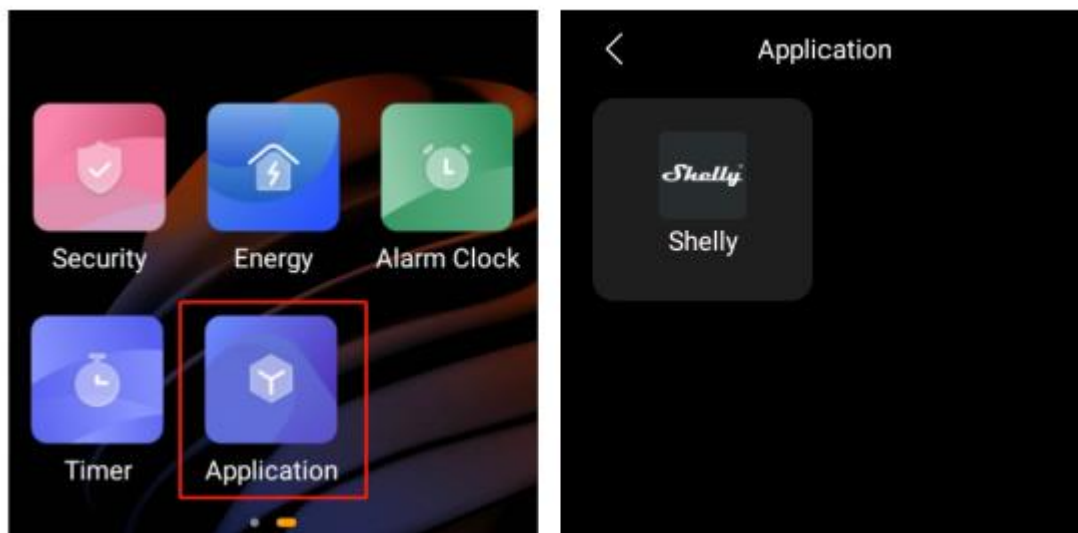 Security
Energy
Alarm Clock
Timer
Application
Application
Shelly
Shelly